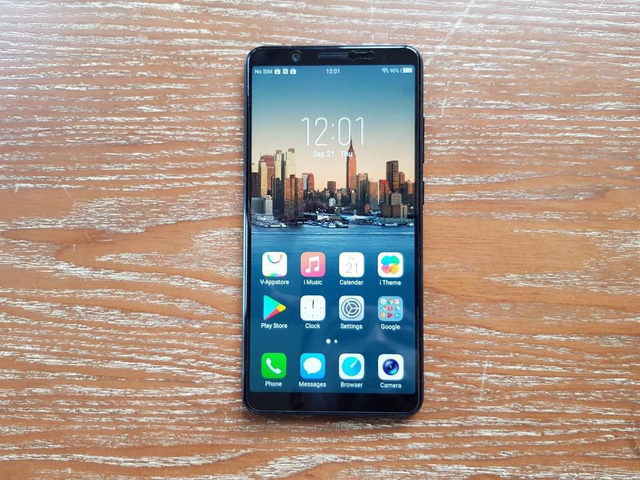 No SIM 12:01 90%
12:01
Sep 21 Thu
21
V-Appstore i Music Calendar i Theme
Play Store Clock Settings Google
Phone Messages Browser Camera